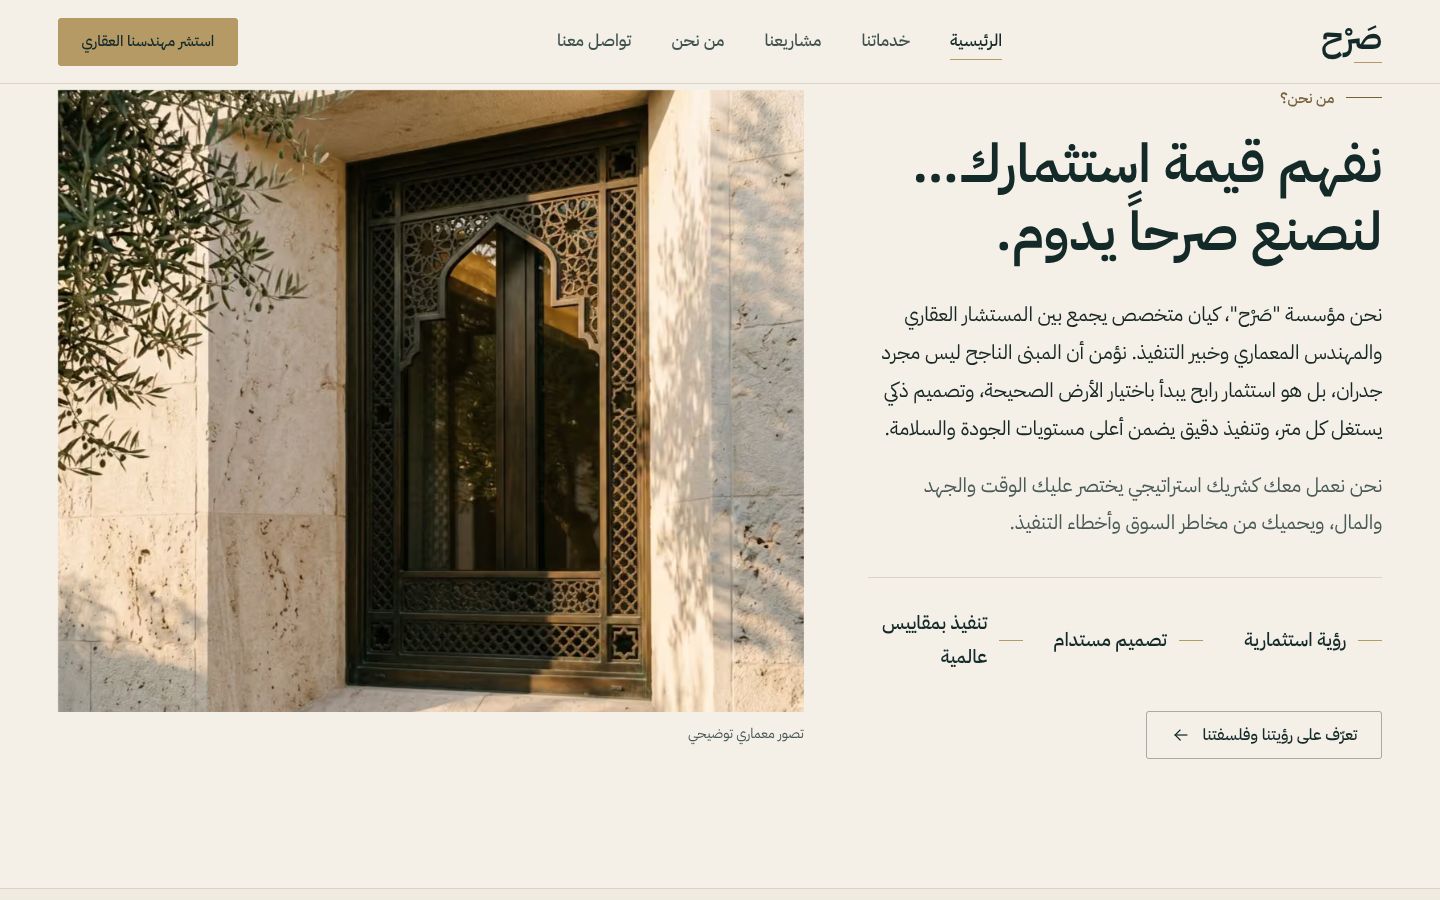 صَرْح
الرئيسية
خدماتنا
مشاريعنا
من نحن
تواصل معنا
استشر مهندسنا العقاري
من نحن؟
نفهم قيمة استثمارك...
لنصنع صرحاً يدوم.
نحن مؤسسة "صَرْح"، كيان متخصص يجمع بين المستشار العقاري
والمهندس المعماري وخبير التنفيذ. نؤمن أن المبنى الناجح ليس مجرد
جدران، بل هو استثمار رابح يبدأ باختيار الأرض الصحيحة، وتصميم ذكي
يستغل كل متر، وتنفيذ دقيق يضمن أعلى مستويات الجودة والسلامة.
نحن نعمل معك كشريك استراتيجي يختصر عليك الوقت والجهد
والمال، ويحميك من مخاطر السوق وأخطاء التنفيذ.
رؤية استثمارية
تصميم مستدام
تنفيذ بمقاييس
عالمية
تعرّف على رؤيتنا وفلسفتنا ←
تصور معماري توضيحي